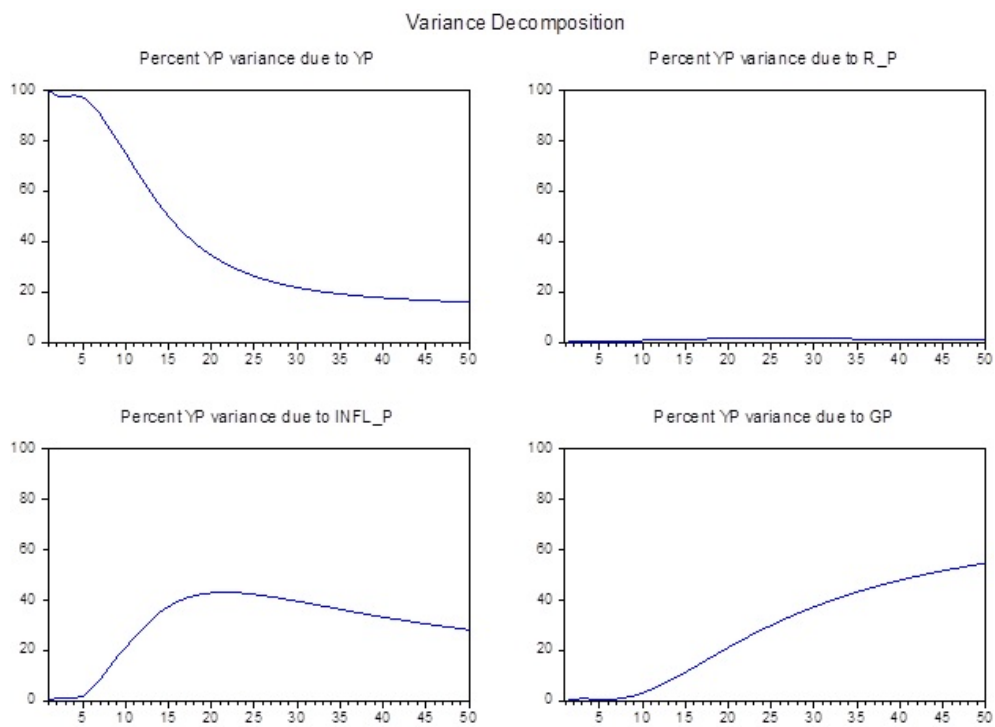 Variance Decomposition
Percent YP variance due to YP
100
80
60
40
20
0
5 10 15 20 25 30 35 40 45 50
Percent YP variance due to R_P
100
80
60
40
20
0
5 10 15 20 25 30 35 40 45 50
Percent YP variance due to INFL_P
100
80
60
40
20
0
5 10 15 20 25 30 35 40 45 50
Percent YP variance due to GP
100
80
60
40
20
0
5 10 15 20 25 30 35 40 45 50